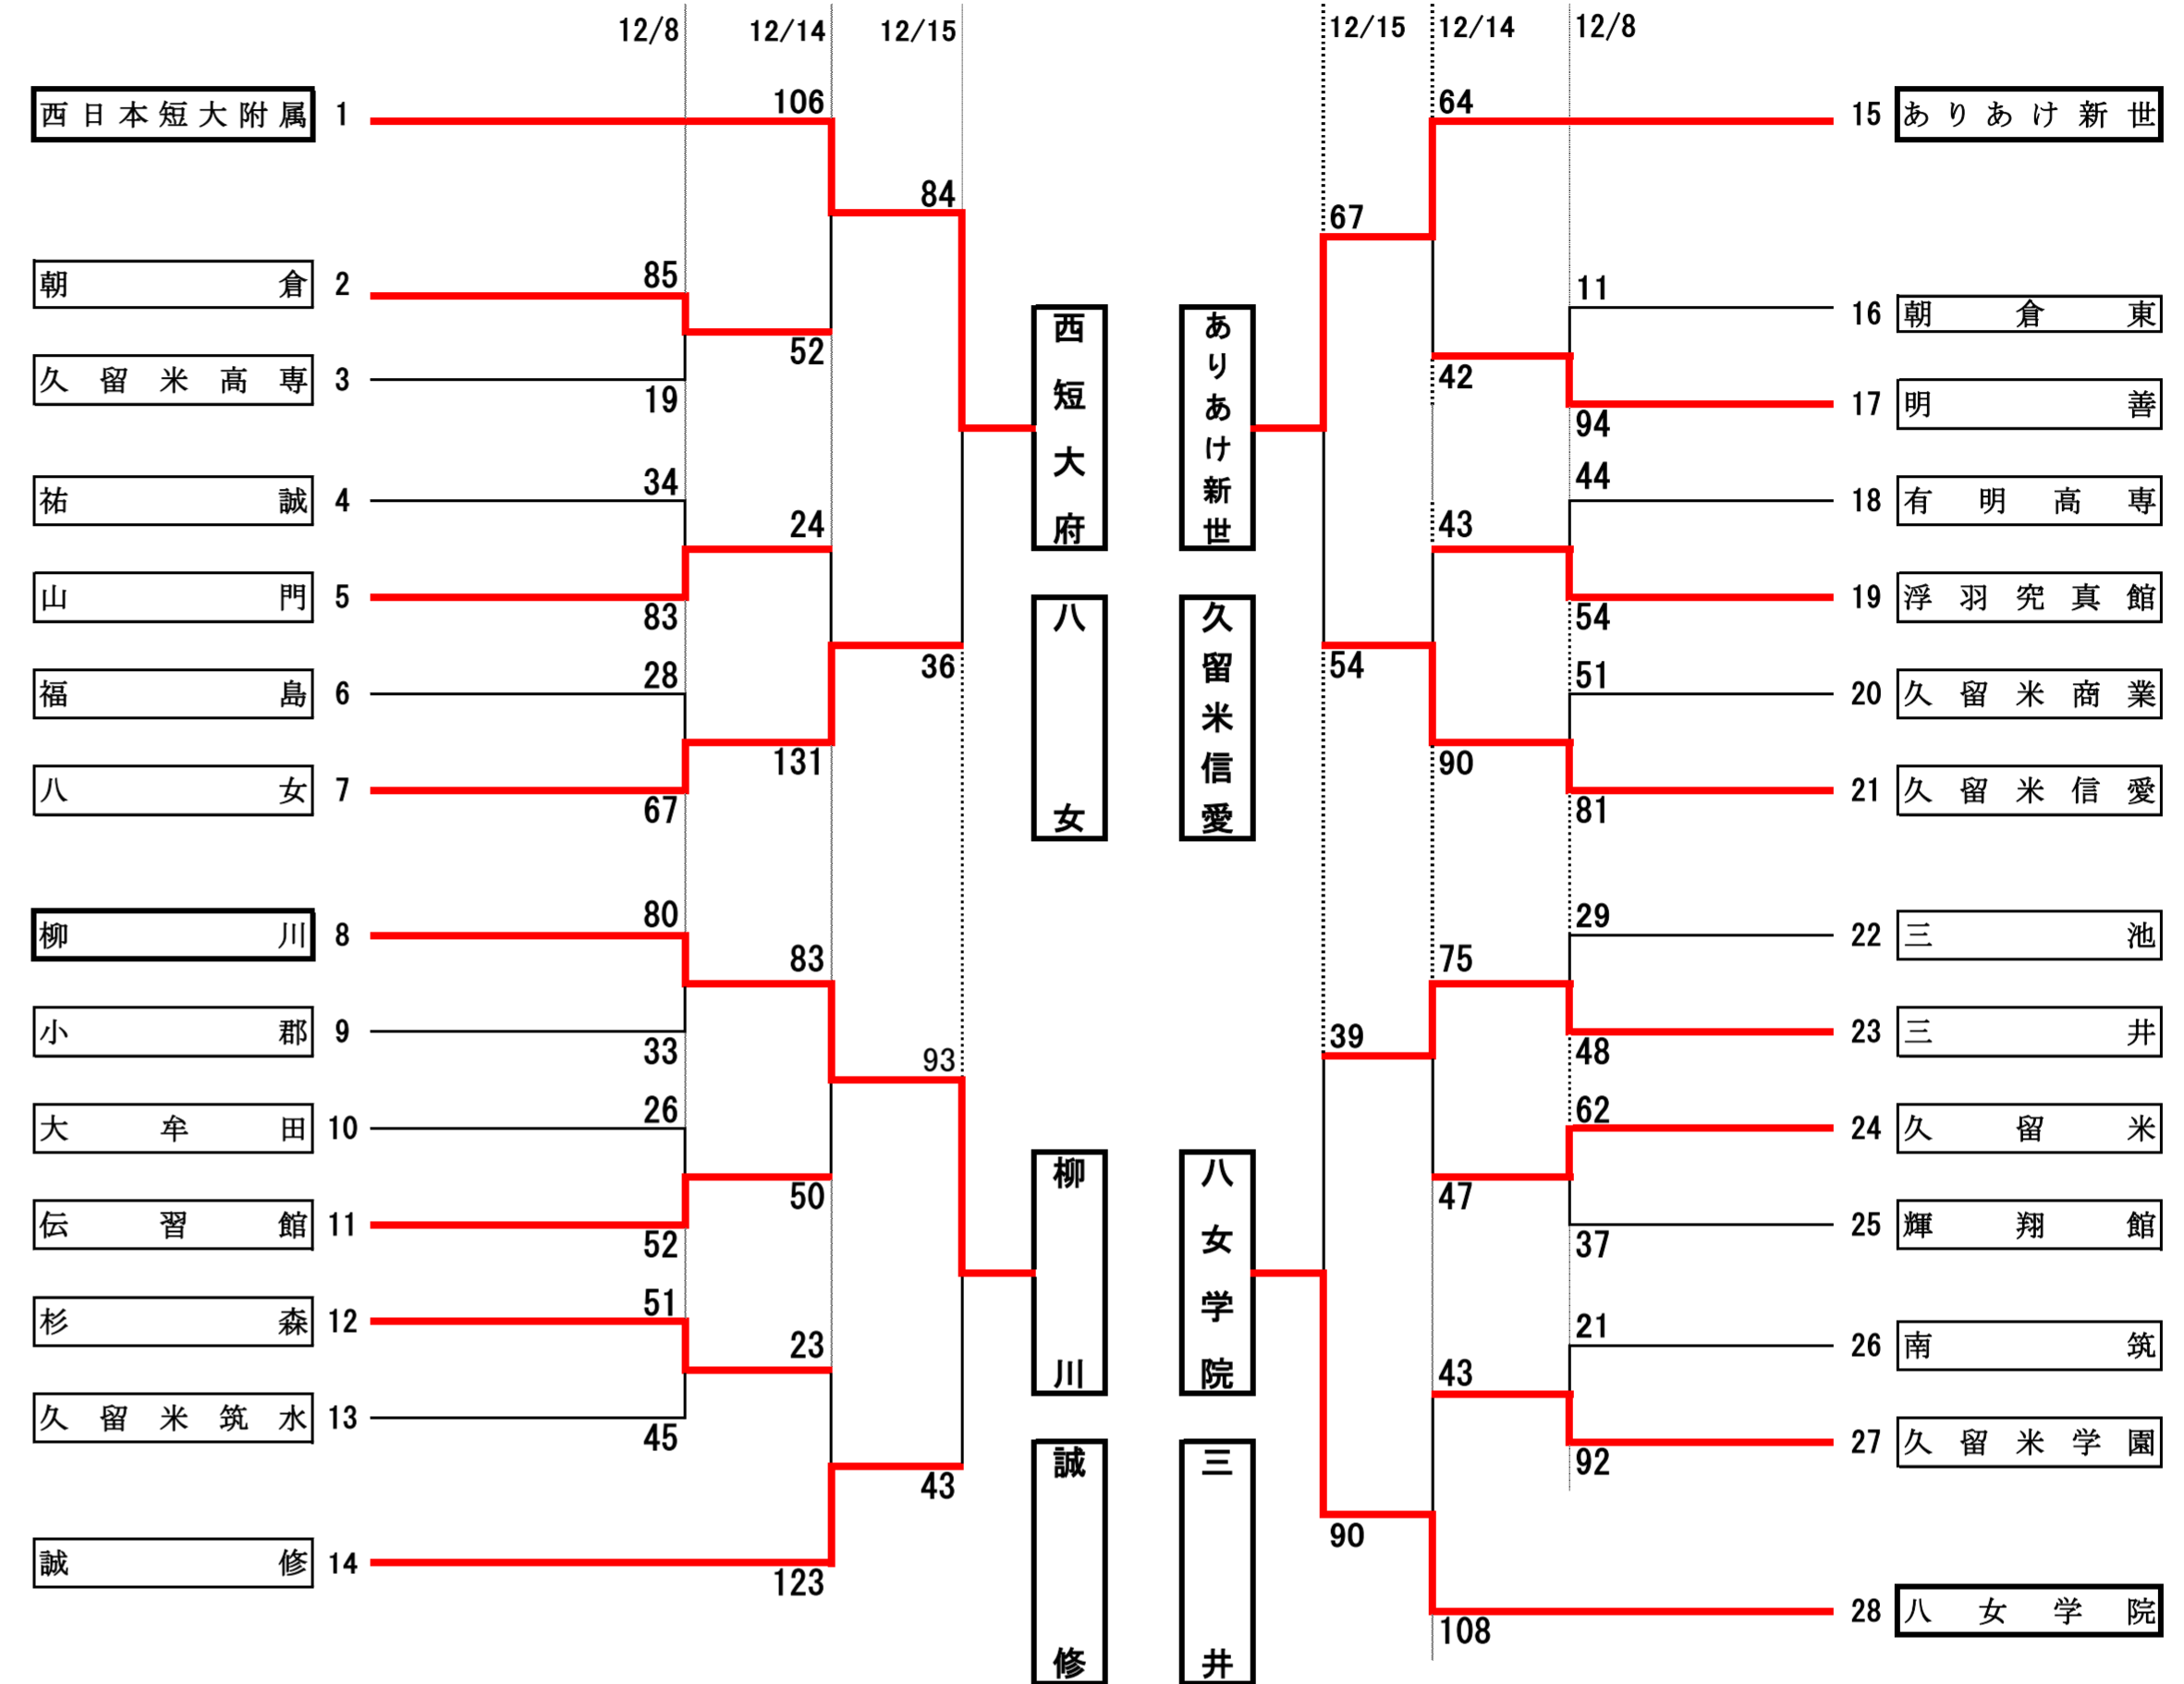 12/8 12/14 12/15
12/15 12/14 12/8
西日本短大附属 1
106
84
朝倉 2
85
52
久留米高専 3
19
祐誠 4
34
24
山門 5
83
36
福島 6
28
131
八女 7
67
柳川 8
80
83
小郡 9
33
93
大牟田 10
26
50
伝習館 11
52
杉森 12
51
23
久留米筑水 13
45
43
誠修 14
123
西短大府
八女
柳川
誠修
ありあけ新世
久留米信愛
八女学院
三井
64
15 ありあけ新世
67
11
16 朝倉東
42
17 明善
94
44
18 有明高専
43
19 浮羽究真館
54
54
51
20 久留米商業
90
21 久留米信愛
81
29
22 三池
75
23 三井
48
39
62
24 久留米
47
25 輝翔館
37
21
26 南筑
43
27 久留米学園
92
90
28 八女学院
108